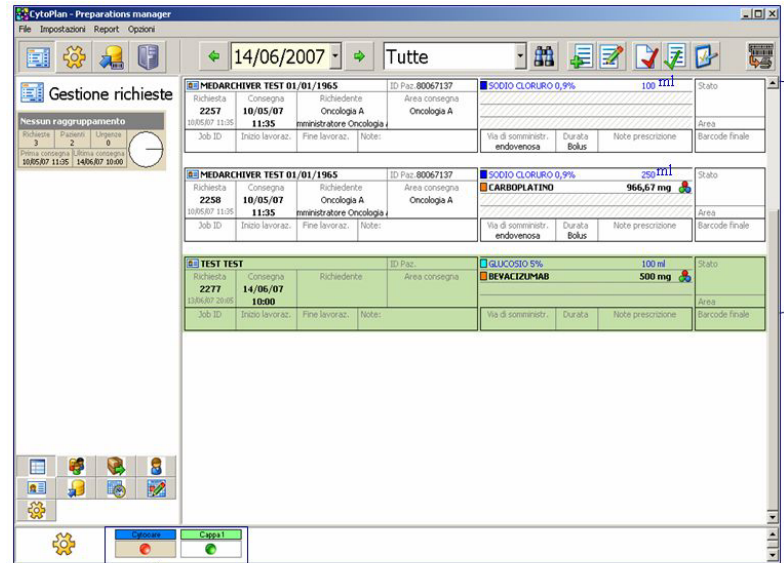 CytoPlan - Preparations manager
File Impostazioni Report Opzioni
14/06/2007 Tutte
Gestione richieste
Nessun raggruppamento
Richieste Pazienti Urgenze
3 2 0
Prima consegna Ultima consegna
10/05/07 11:35 14/06/07 10:00
MEDARCHIVER TEST 01/01/1965 ID Paz.80067137 SODIO CLORURO 0,9% 100 ml Stato
Richiesta Consegna Richiedente Area consegna
2257 10/05/07 Oncologia A Oncologia A
10/05/07 11:35 11:35 mministratore Oncologia Area
Job ID Inizio lavoraz. Fine lavoraz. Note: Via di somministr. Durata Note prescrizione Barcode finale
endovenosa Bolus
MEDARCHIVER TEST 01/01/1965 ID Paz.80067137 SODIO CLORURO 0,9% 250 ml Stato
Richiesta Consegna Richiedente Area consegna CARBOPLATINO 966,67 mg
2258 10/05/07 Oncologia A Oncologia A
10/05/07 11:35 11:35 mministratore Oncologia Area
Job ID Inizio lavoraz. Fine lavoraz. Note: Via di somministr. Durata Note prescrizione Barcode finale
endovenosa Bolus
TEST TEST ID Paz. GLUCOSIO 5% 100 ml Stato
Richiesta Consegna Richiedente Area consegna BEVACIZUMAB 500 mg
2277 14/06/07
13/06/07 20:05 10:00 Area
Job ID Inizio lavoraz. Fine lavoraz. Note: Via di somministr. Durata Note prescrizione Barcode finale
Cytocare Cappa 1